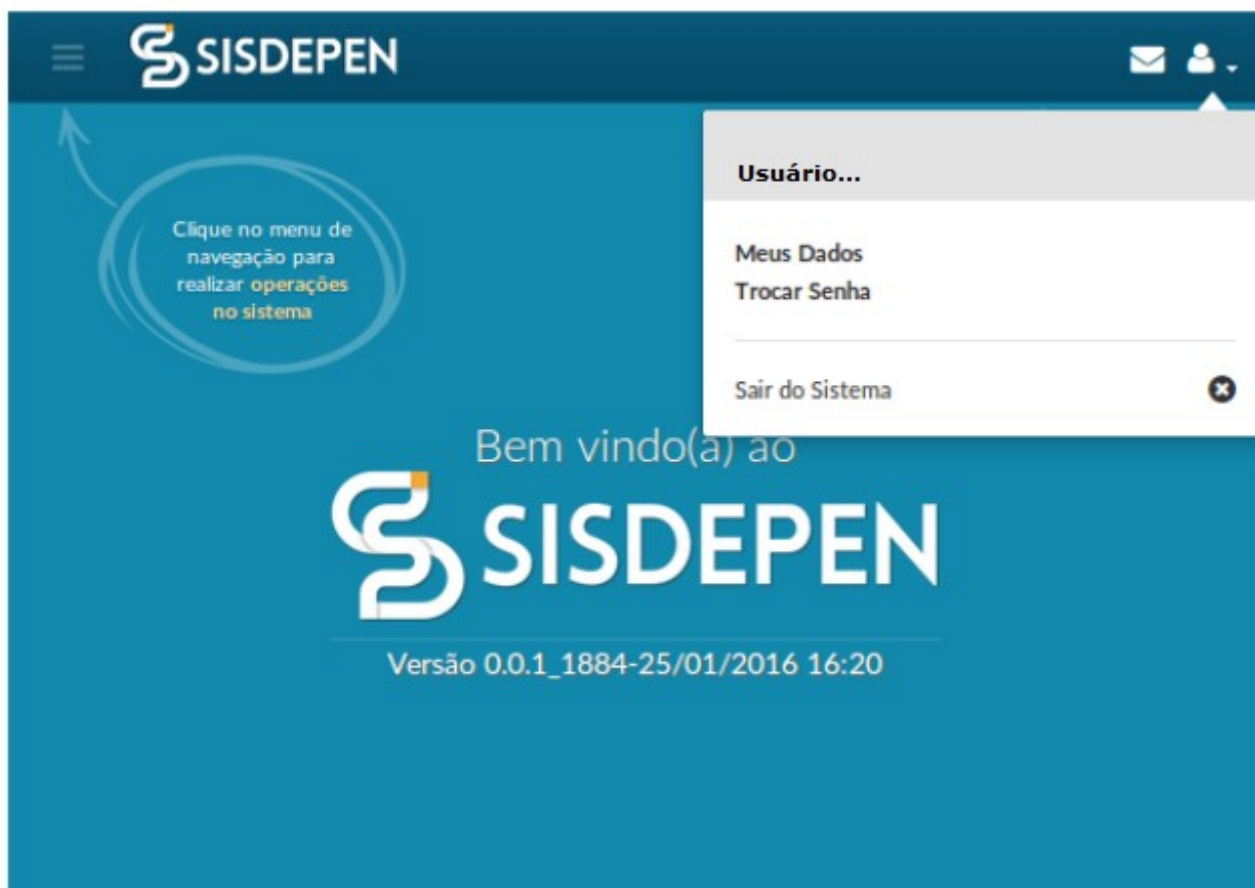 SISDEPEN
Usuário...
Clique no menu de
navegação para
realizar operações
no sistema
Meus Dados
Trocar Senha
Sair do Sistema
Bem vindo(a) ao
SISDEPEN
Versão 0.0.1_1884-25/01/2016 16:20